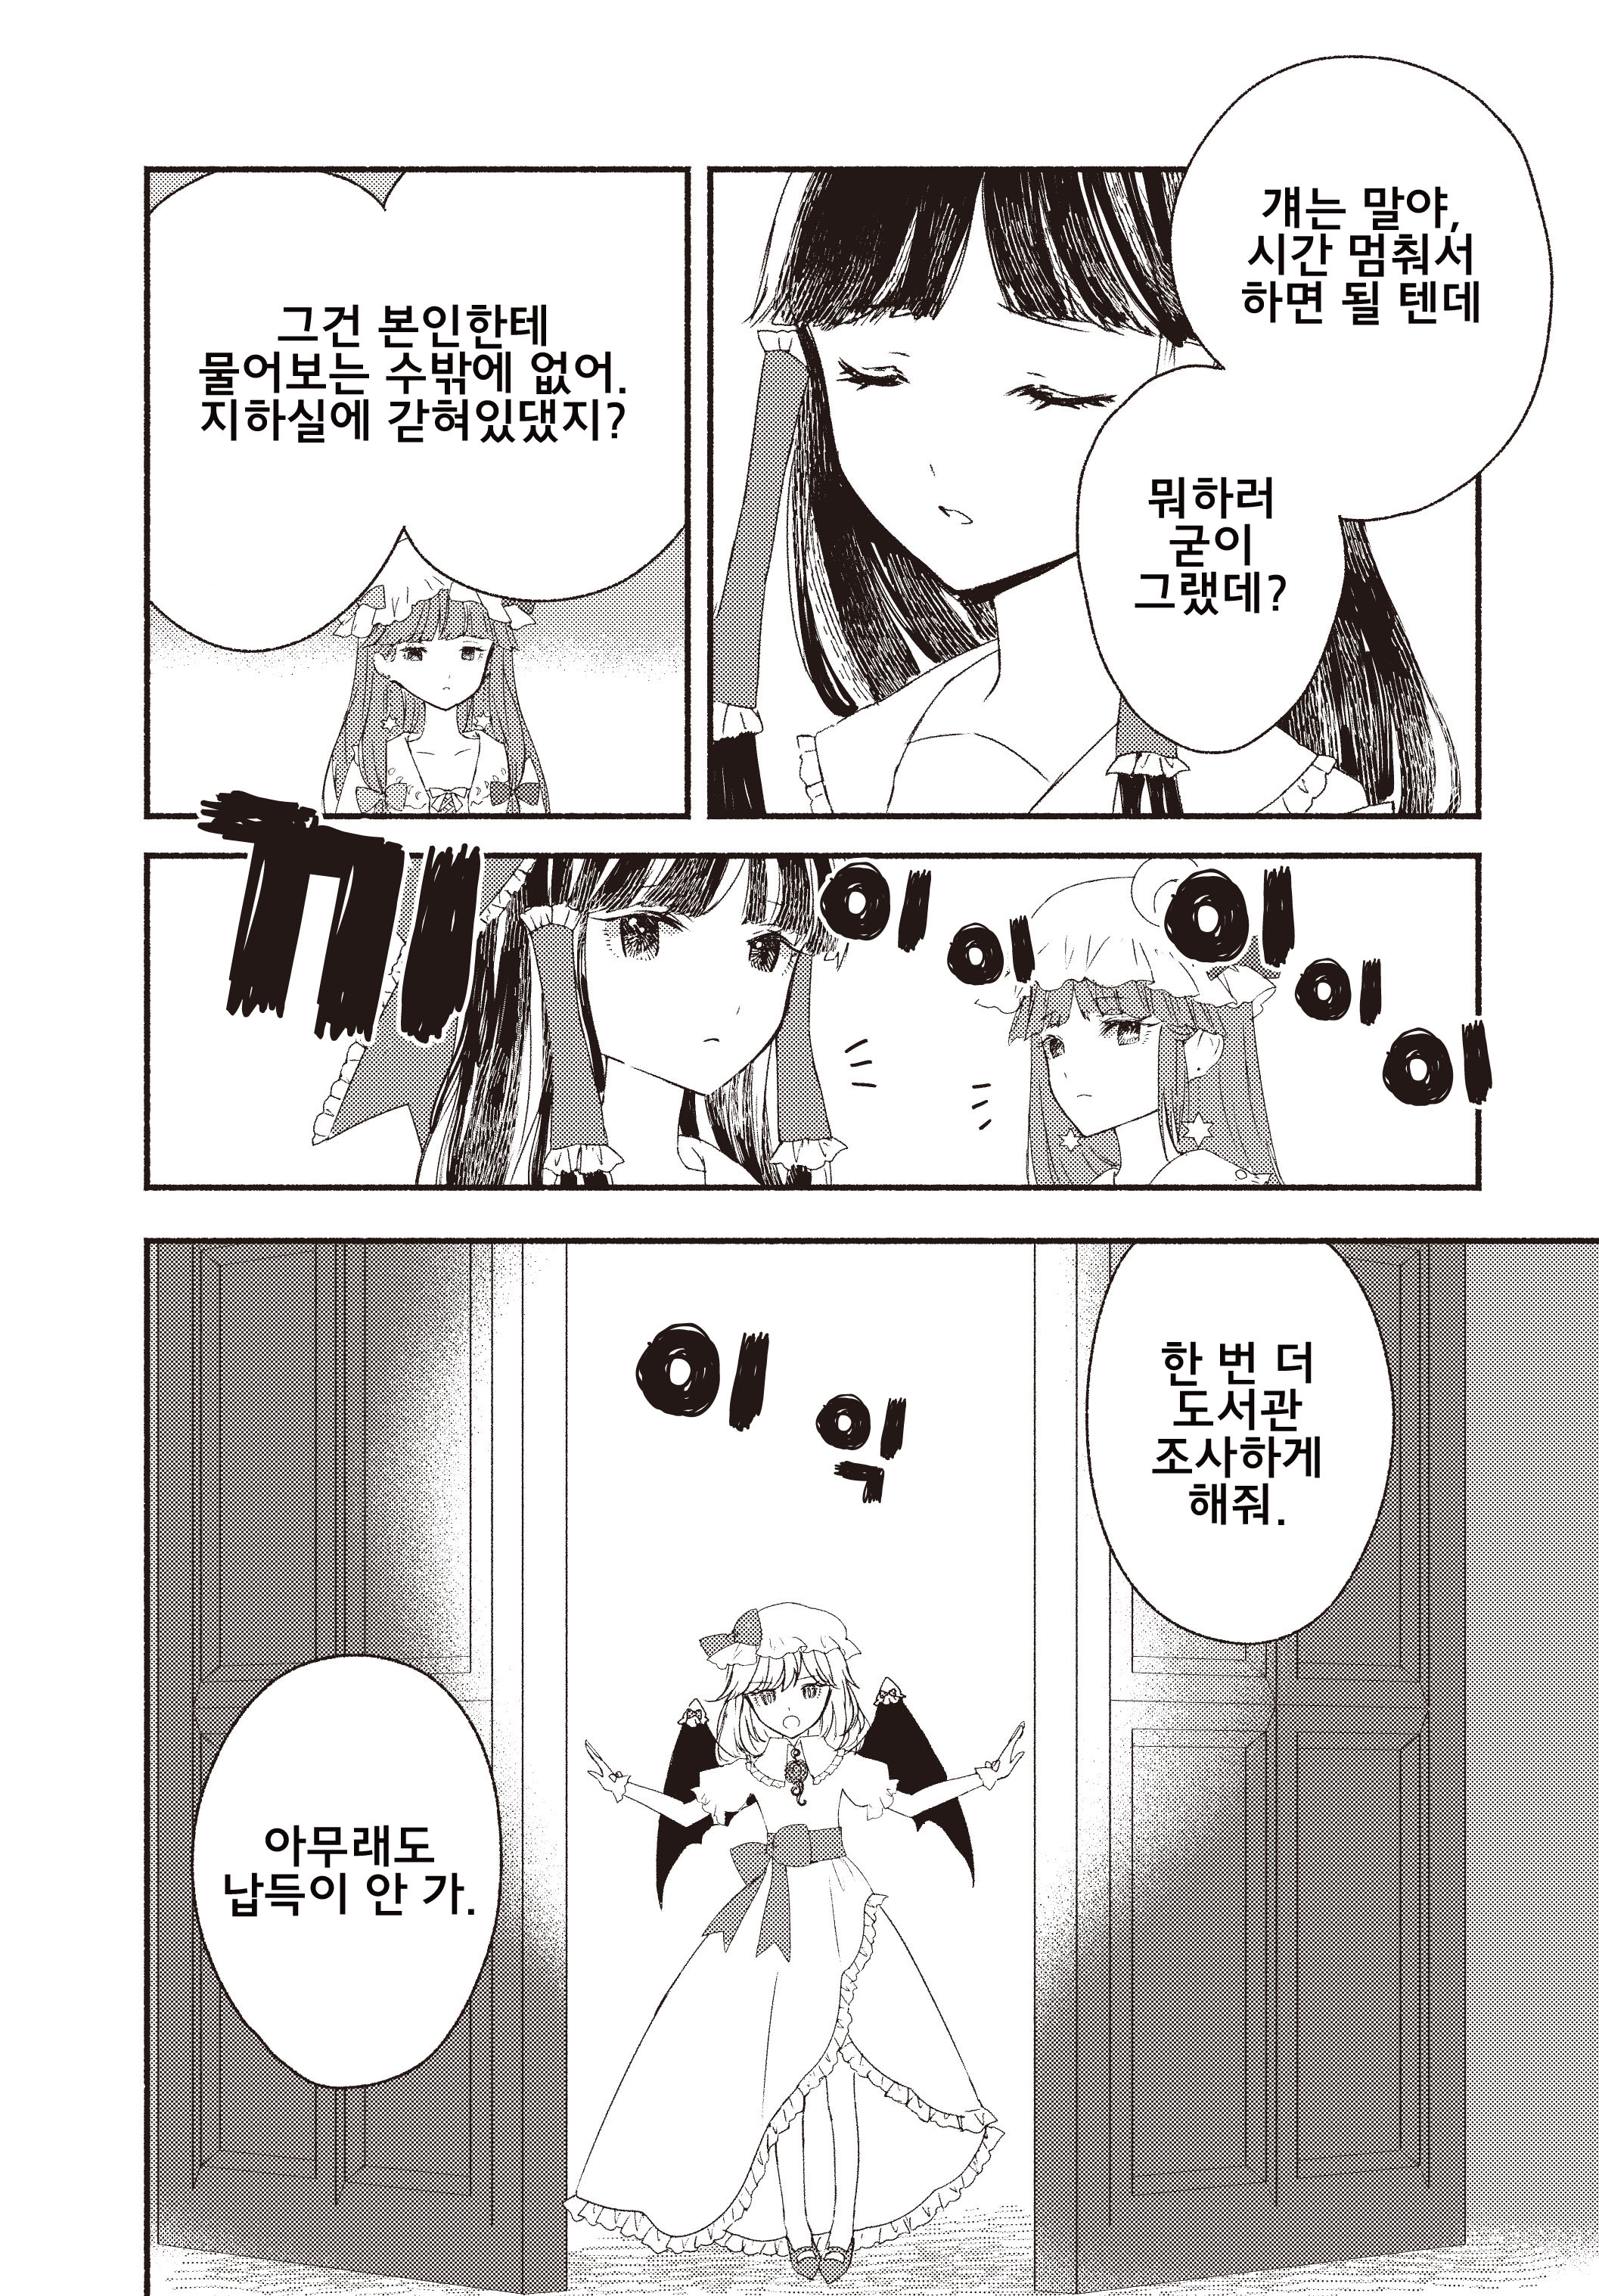 걔는 말야,
시간 멈춰서
하면 될 텐데
뭐하러
굳이
그랬데?
그건 본인한테
물어보는 수밖에 없어.
지하실에 갇혀있댔지?
끼이이이이이
이익
한 번 더
도서관
조사하게
해줘.
아무래도
납득이 안 가.